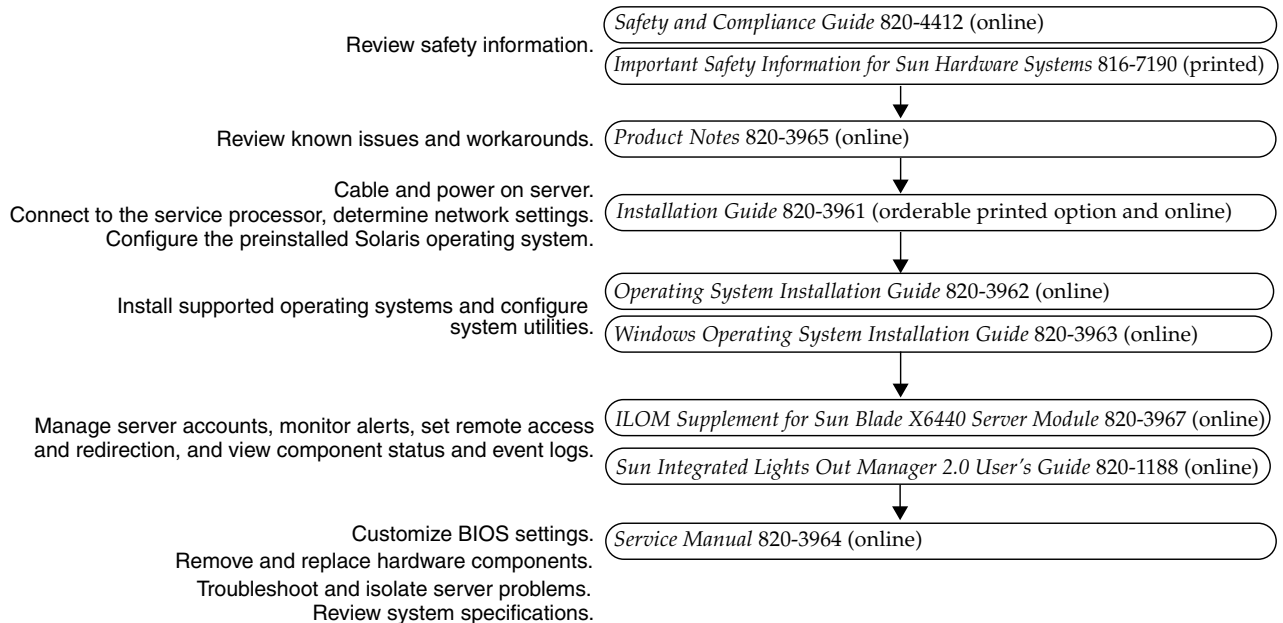 Safety and Compliance Guide 820-4412 (online)
Review safety information.
Important Safety Information for Sun Hardware Systems 816-7190 (printed)
Review known issues and workarounds.
Product Notes 820-3965 (online)
Cable and power on server.
Connect to the service processor, determine network settings.
Configure the preinstalled Solaris operating system.
Installation Guide 820-3961 (orderable printed option and online)
Install supported operating systems and configure
system utilities.
Operating System Installation Guide 820-3962 (online)
Windows Operating System Installation Guide 820-3963 (online)
Manage server accounts, monitor alerts, set remote access
and redirection, and view component status and event logs.
ILOM Supplement for Sun Blade X6440 Server Module 820-3967 (online)
Sun Integrated Lights Out Manager 2.0 User's Guide 820-1188 (online)
Customize BIOS settings.
Remove and replace hardware components.
Troubleshoot and isolate server problems.
Review system specifications.
Service Manual 820-3964 (online)